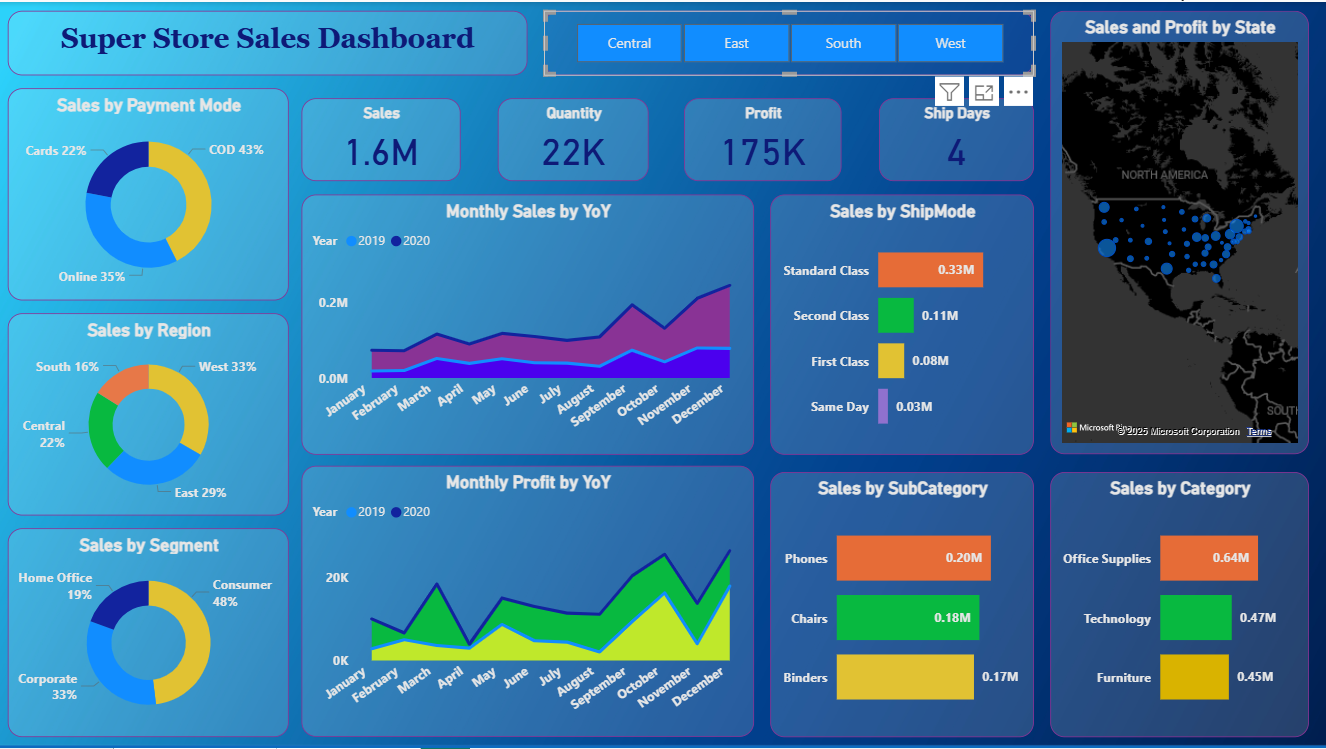 Super Store Sales Dashboard
Central
East
South
West
Sales by Payment Mode
Cards 22%
COD 43%
Online 35%
Sales by Region
South 16%
West 33%
Central
22%
East 29%
Sales by Segment
Home Office
19%
Consumer
48%
Corporate
33%
Sales
1.6M
Quantity
22K
Profit
175K
Ship Days
4
Monthly Sales by YoY
Year 2019 2020
0.2M
0.0M
January
February
March
April
May
June
July
August
September
October
November
December
Monthly Profit by YoY
Year 2019 2020
20K
0K
January
February
March
April
May
June
July
August
September
October
November
December
Sales by ShipMode
Standard Class 0.33M
Second Class 0.11M
First Class 0.08M
Same Day 0.03M
Sales by SubCategory
Phones 0.20M
Chairs 0.18M
Binders 0.17M
Sales and Profit by State
NORTH AMERICA
SOUTH
Microsoft Bing
© 2025 Microsoft Corporation Terms
Sales by Category
Office Supplies 0.64M
Technology 0.47M
Furniture 0.45M